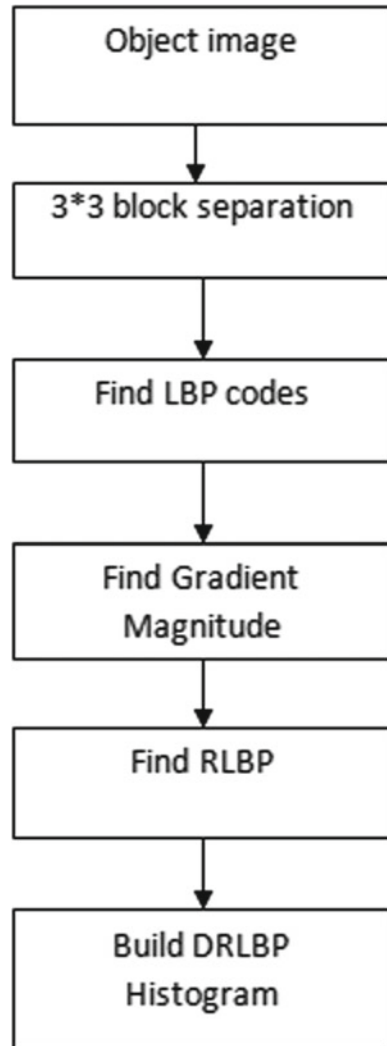 Object image
3*3 block separation
Find LBP codes
Find Gradient
Magnitude
Find RLBP
Build DRLBP
Histogram